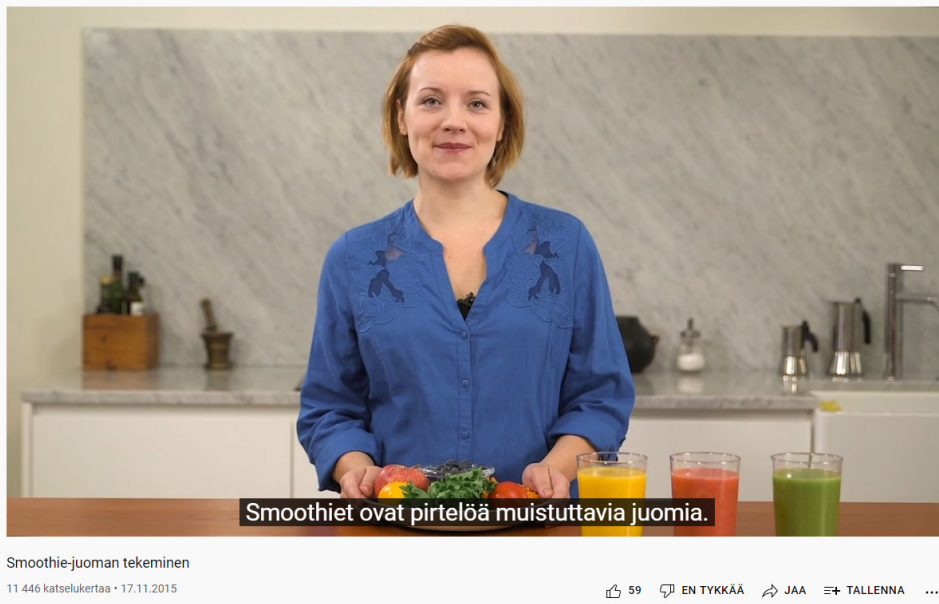 Smoothiet ovat pirtelöä muistuttavia juomia.
Smoothie-juoman tekeminen
11 446 katselukertaa • 17.11.2015
59 EN TYKKÄÄ JAA TALLENNA